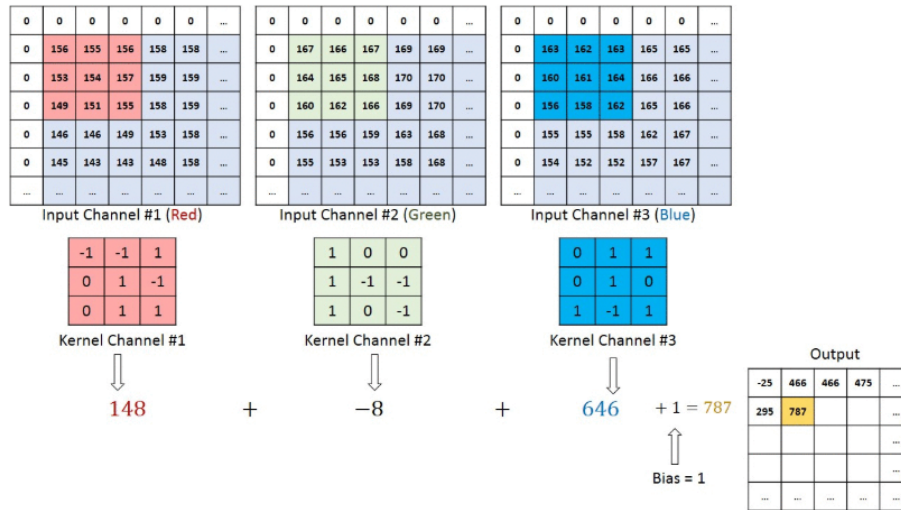 0 0 0 0 0 0 ...
0 156 155 156 158 158 ...
0 153 154 157 159 159 ...
0 149 151 155 158 159 ...
0 146 146 149 153 158 ...
0 145 143 143 148 158 ...
... ... ... ... ... ... ...
Input Channel #1 (Red)
0 0 0 0 0 0 ...
0 167 166 167 169 169 ...
0 164 165 168 170 170 ...
0 160 162 166 169 170 ...
0 156 156 159 163 168 ...
0 155 153 153 158 168 ...
... ... ... ... ... ... ...
Input Channel #2 (Green)
0 0 0 0 0 0 ...
0 163 162 163 165 165 ...
0 160 161 164 166 166 ...
0 156 158 162 165 166 ...
0 155 155 158 162 167 ...
0 154 152 152 157 167 ...
... ... ... ... ... ... ...
Input Channel #3 (Blue)
-1 -1 1
0 1 -1
0 1 1
Kernel Channel #1
1 0 0
1 -1 -1
1 0 -1
Kernel Channel #2
0 1 1
0 1 0
1 -1 1
Kernel Channel #3
148 + −8 + 646 + 1 = 787
Bias = 1
Output
-25 466 466 475 ...
295 787 ...
...
...
... ... ... ... ...